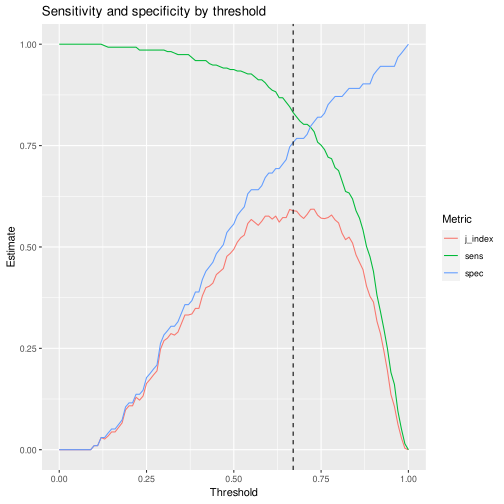 Sensitivity and specificity by threshold
1.00
0.75
0.50
0.25
0.00
Estimate
0.00 0.25 0.50 0.75 1.00
Threshold
Metric
j_index
sens
spec